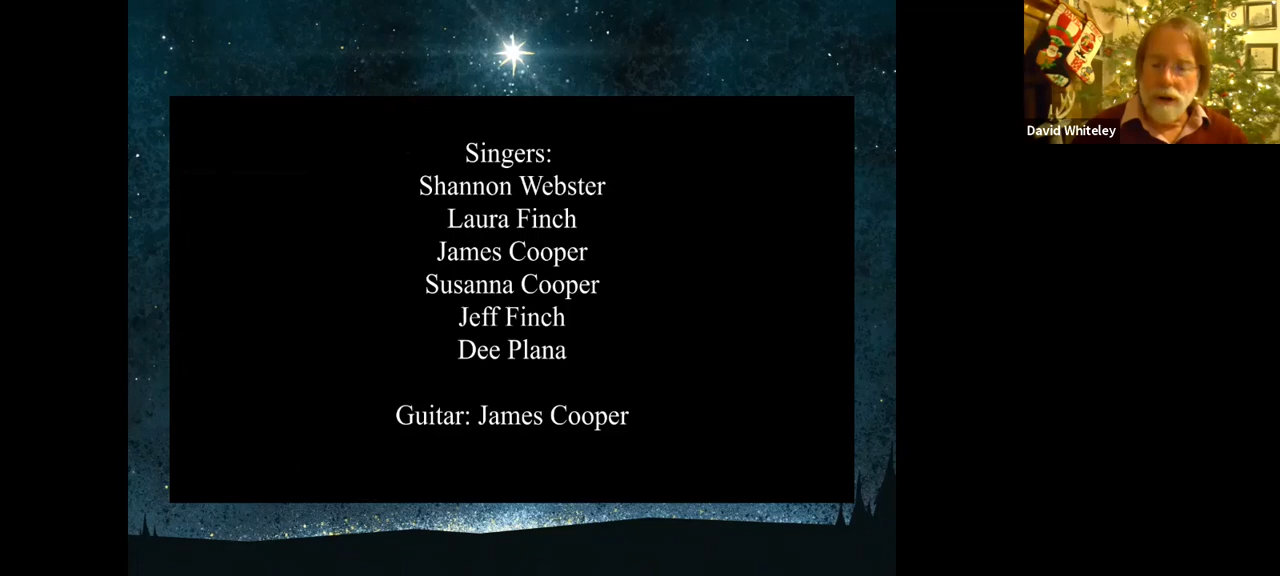 Singers:
Shannon Webster
Laura Finch
James Cooper
Susanna Cooper
Jeff Finch
Dee Plana
Guitar: James Cooper
David Whiteley